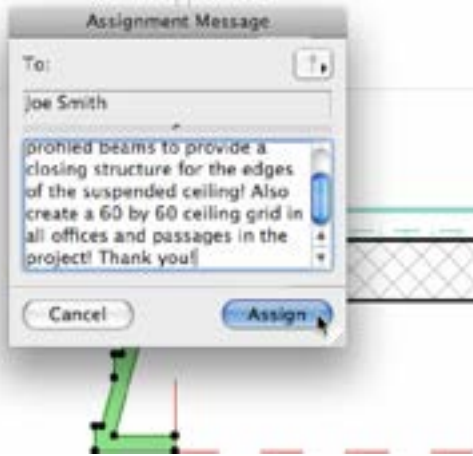 Assignment Message
To:
Joe Smith
profiled beams to provide a
closing structure for the edges
of the suspended ceiling! Also
create a 60 by 60 ceiling grid in
all offices and passages in the
project! Thank you!
Cancel
Assign